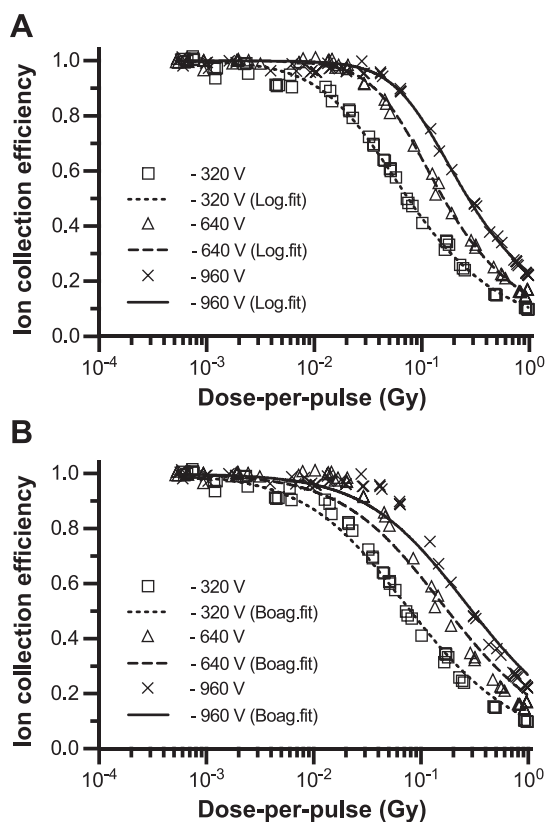 A
Ion collection efficiency
1.0
0.8
0.6
0.4
0.2
0.0
- 320 V
- 320 V (Log.fit)
- 640 V
- 640 V (Log.fit)
- 960 V
- 960 V (Log.fit)
10⁻⁴ 10⁻³ 10⁻² 10⁻¹ 10⁰
Dose-per-pulse (Gy)
B
Ion collection efficiency
1.0
0.8
0.6
0.4
0.2
0.0
- 320 V
- 320 V (Boag.fit)
- 640 V
- 640 V (Boag.fit)
- 960 V
- 960 V (Boag.fit)
10⁻⁴ 10⁻³ 10⁻² 10⁻¹ 10⁰
Dose-per-pulse (Gy)